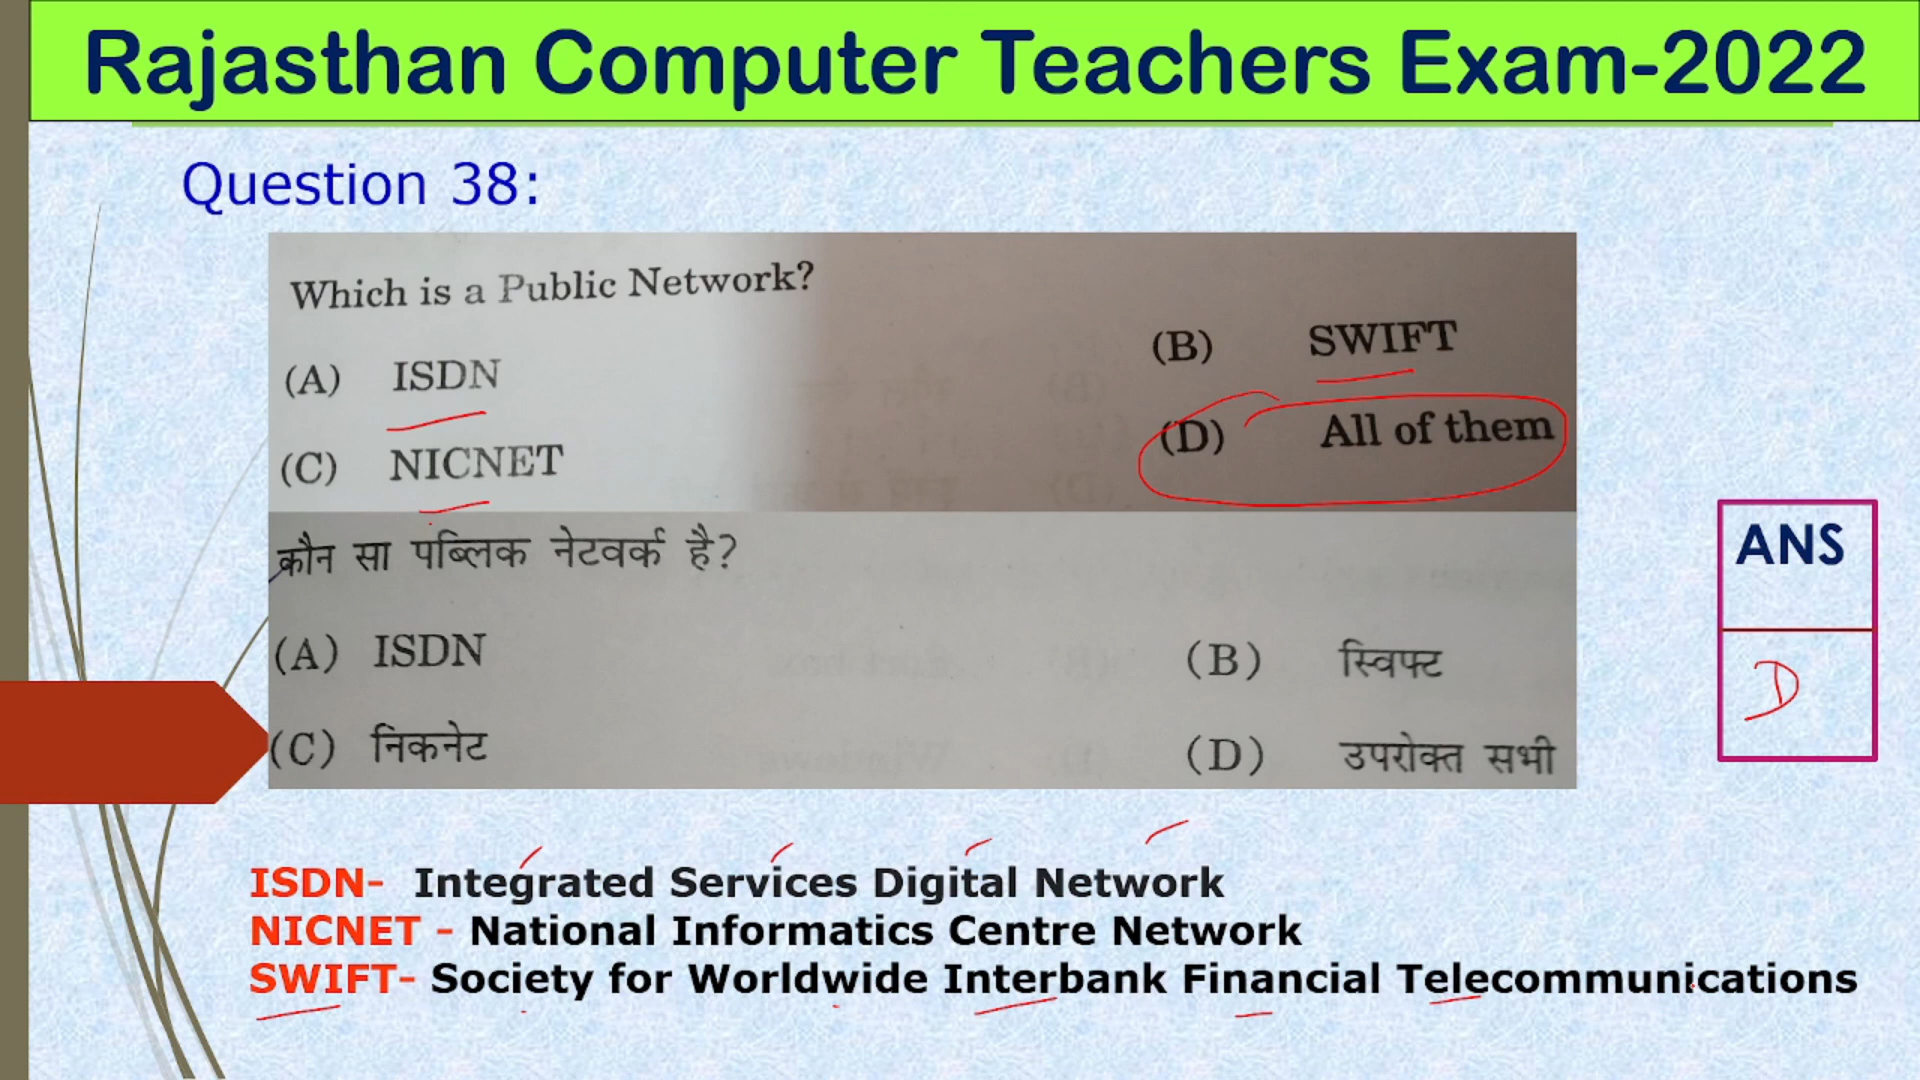 Rajasthan Computer Teachers Exam-2022
Question 38:
Which is a Public Network?
(A) ISDN
(B) SWIFT
(C) NICNET
(D) All of them
कौन सा पब्लिक नेटवर्क है?
(A) ISDN
(B) स्विफ्ट
(C) निकनेट
(D) उपरोक्त सभी
ANS
D
ISDN- Integrated Services Digital Network
NICNET - National Informatics Centre Network
SWIFT- Society for Worldwide Interbank Financial Telecommunications